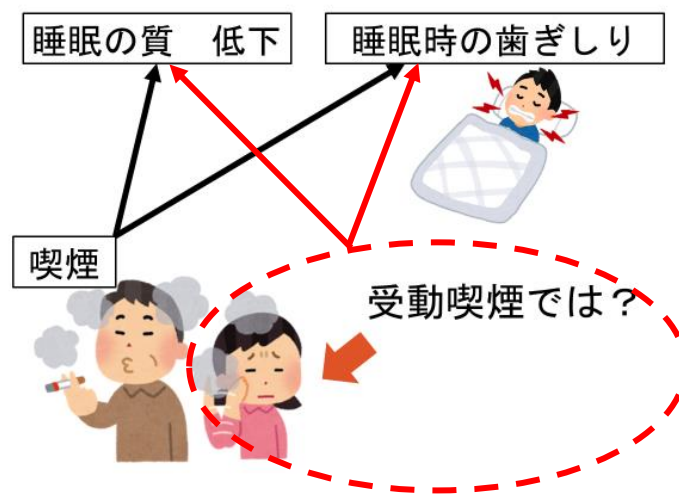 睡眠の質　低下
睡眠時の歯ぎしり
喫煙
受動喫煙では？